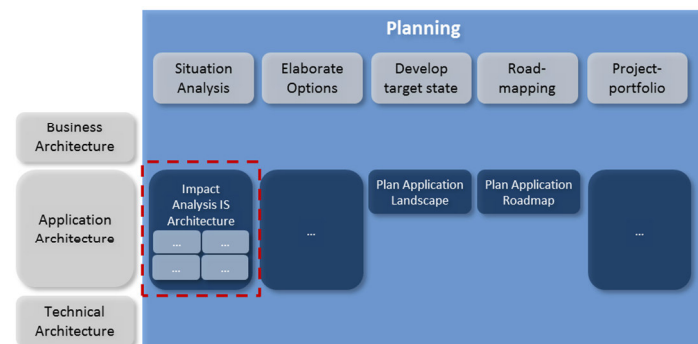 Planning
Situation
Analysis
Elaborate
Options
Develop
target state
Road-
mapping
Project-
portfolio
Business
Architecture
Application
Architecture
Impact
Analysis IS
Architecture
...
...
...
...
...
Plan Application
Landscape
Plan Application
Roadmap
...
Technical
Architecture